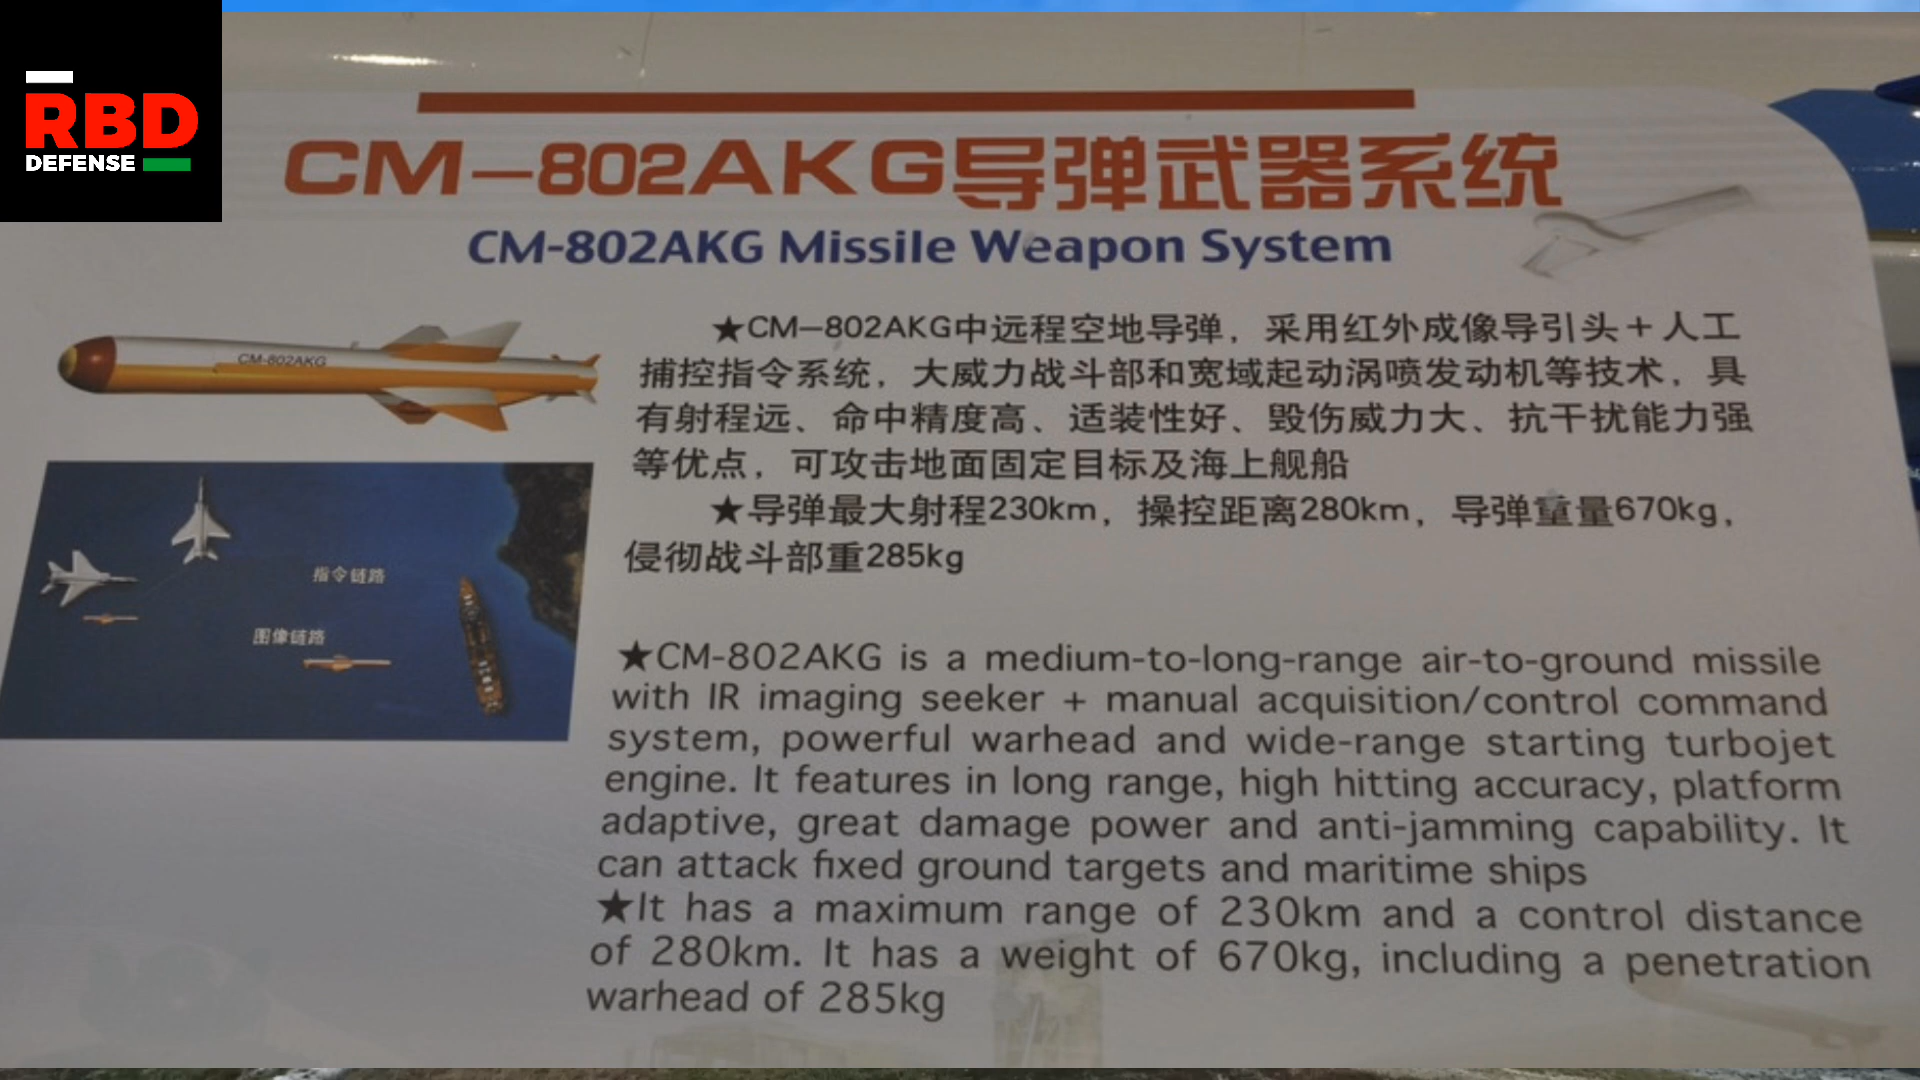 RBD
DEFENSE
CM-802AKG导弹武器系统
CM-802AKG Missile Weapon System
CM-802AKG
指令链路
图像链路
★CM-802AKG中远程空地导弹，采用红外成像导引头+人工
捕控指令系统，大威力战斗部和宽域起动涡喷发动机等技术，具
有射程远、命中精度高、适装性好、毁伤威力大、抗干扰能力强
等优点，可攻击地面固定目标及海上舰船
★导弹最大射程230km，操控距离280km，导弹重量670kg，
侵彻战斗部重285kg
★CM-802AKG is a medium-to-long-range air-to-ground missile
with IR imaging seeker + manual acquisition/control command
system, powerful warhead and wide-range starting turbojet
engine. It features in long range, high hitting accuracy, platform
adaptive, great damage power and anti-jamming capability. It
can attack fixed ground targets and maritime ships
★It has a maximum range of 230km and a control distance
of 280km. It has a weight of 670kg, including a penetration
warhead of 285kg